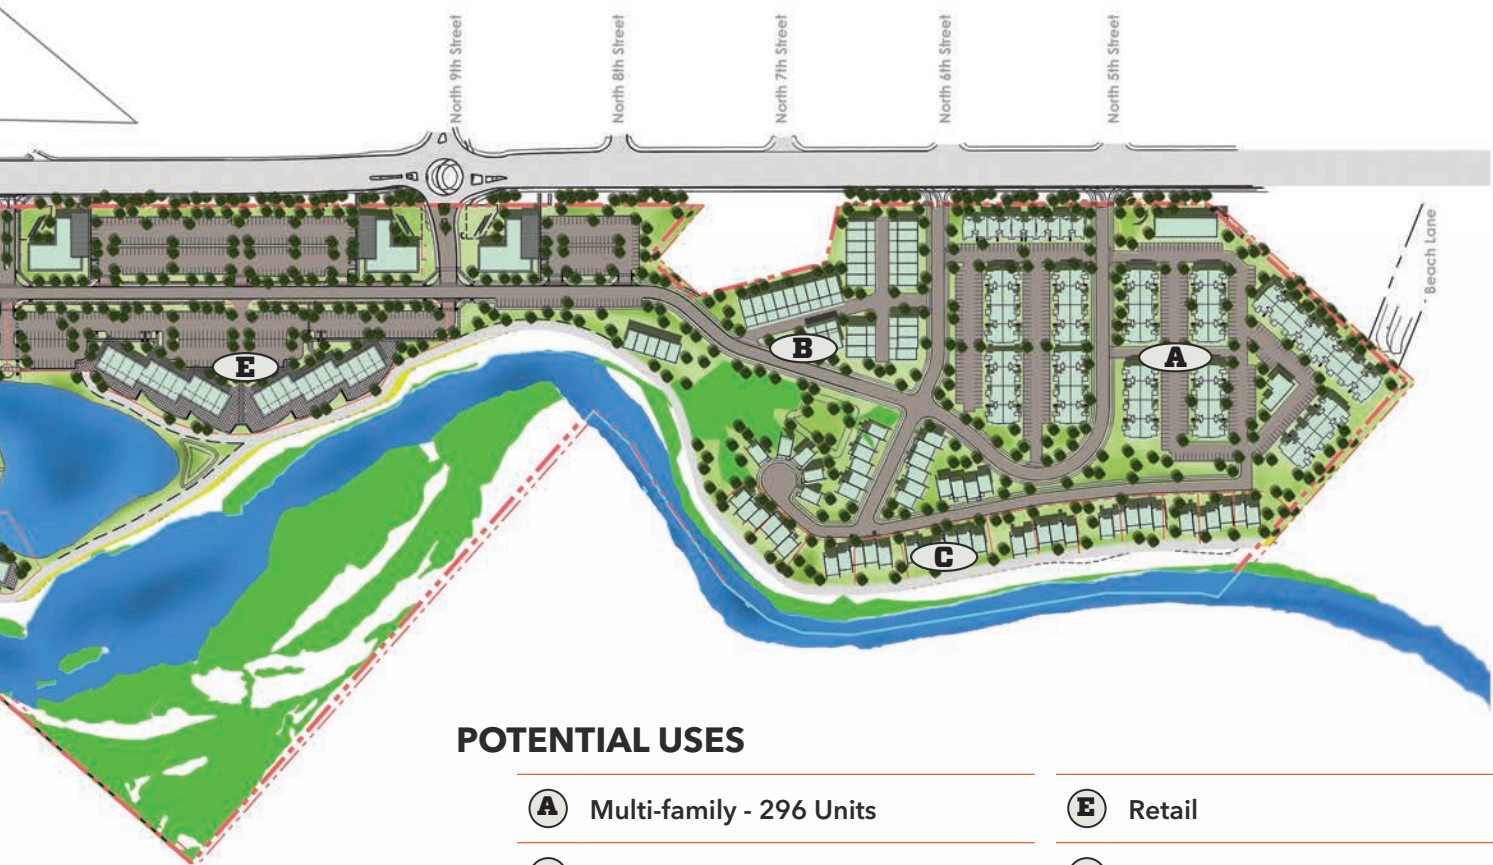 North 9th Street
North 8th Street
North 7th Street
North 6th Street
North 5th Street
Beach Lane
E
B
A
C
POTENTIAL USES
A Multi-family - 296 Units
E Retail